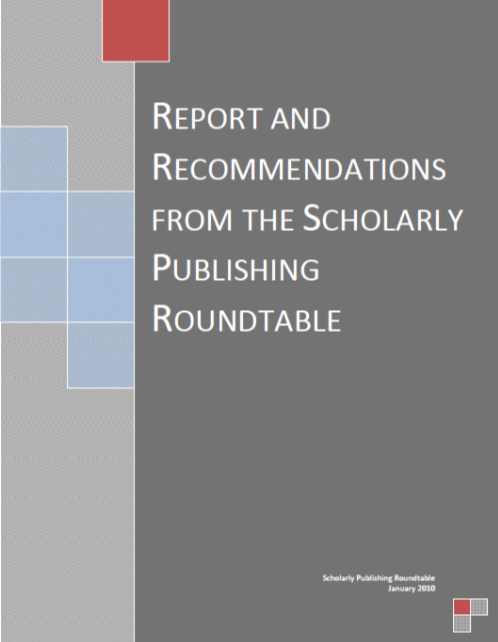 REPORT AND
RECOMMENDATIONS
FROM THE SCHOLARLY
PUBLISHING
ROUNDTABLE
Scholarly Publishing Roundtable
January 2010